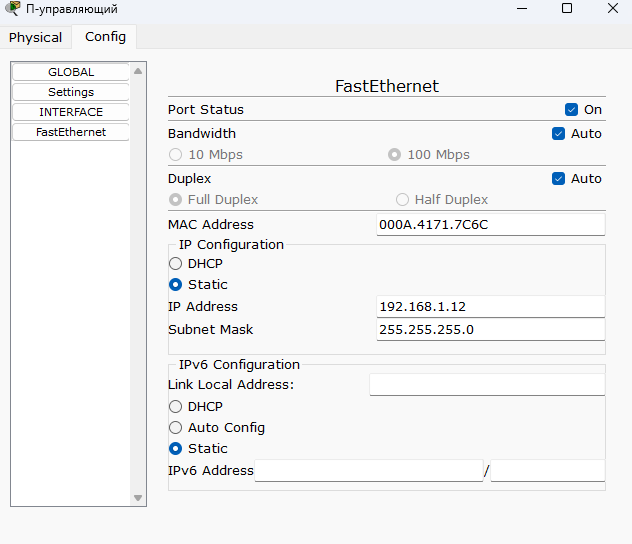 П-управляющий
Physical Config
GLOBAL
Settings
INTERFACE
FastEthernet
FastEthernet
Port Status On
Bandwidth Auto
10 Mbps 100 Mbps
Duplex Auto
Full Duplex Half Duplex
MAC Address 000A.4171.7C6C
IP Configuration
DHCP
Static
IP Address 192.168.1.12
Subnet Mask 255.255.255.0
IPv6 Configuration
Link Local Address:
DHCP
Auto Config
Static
IPv6 Address /